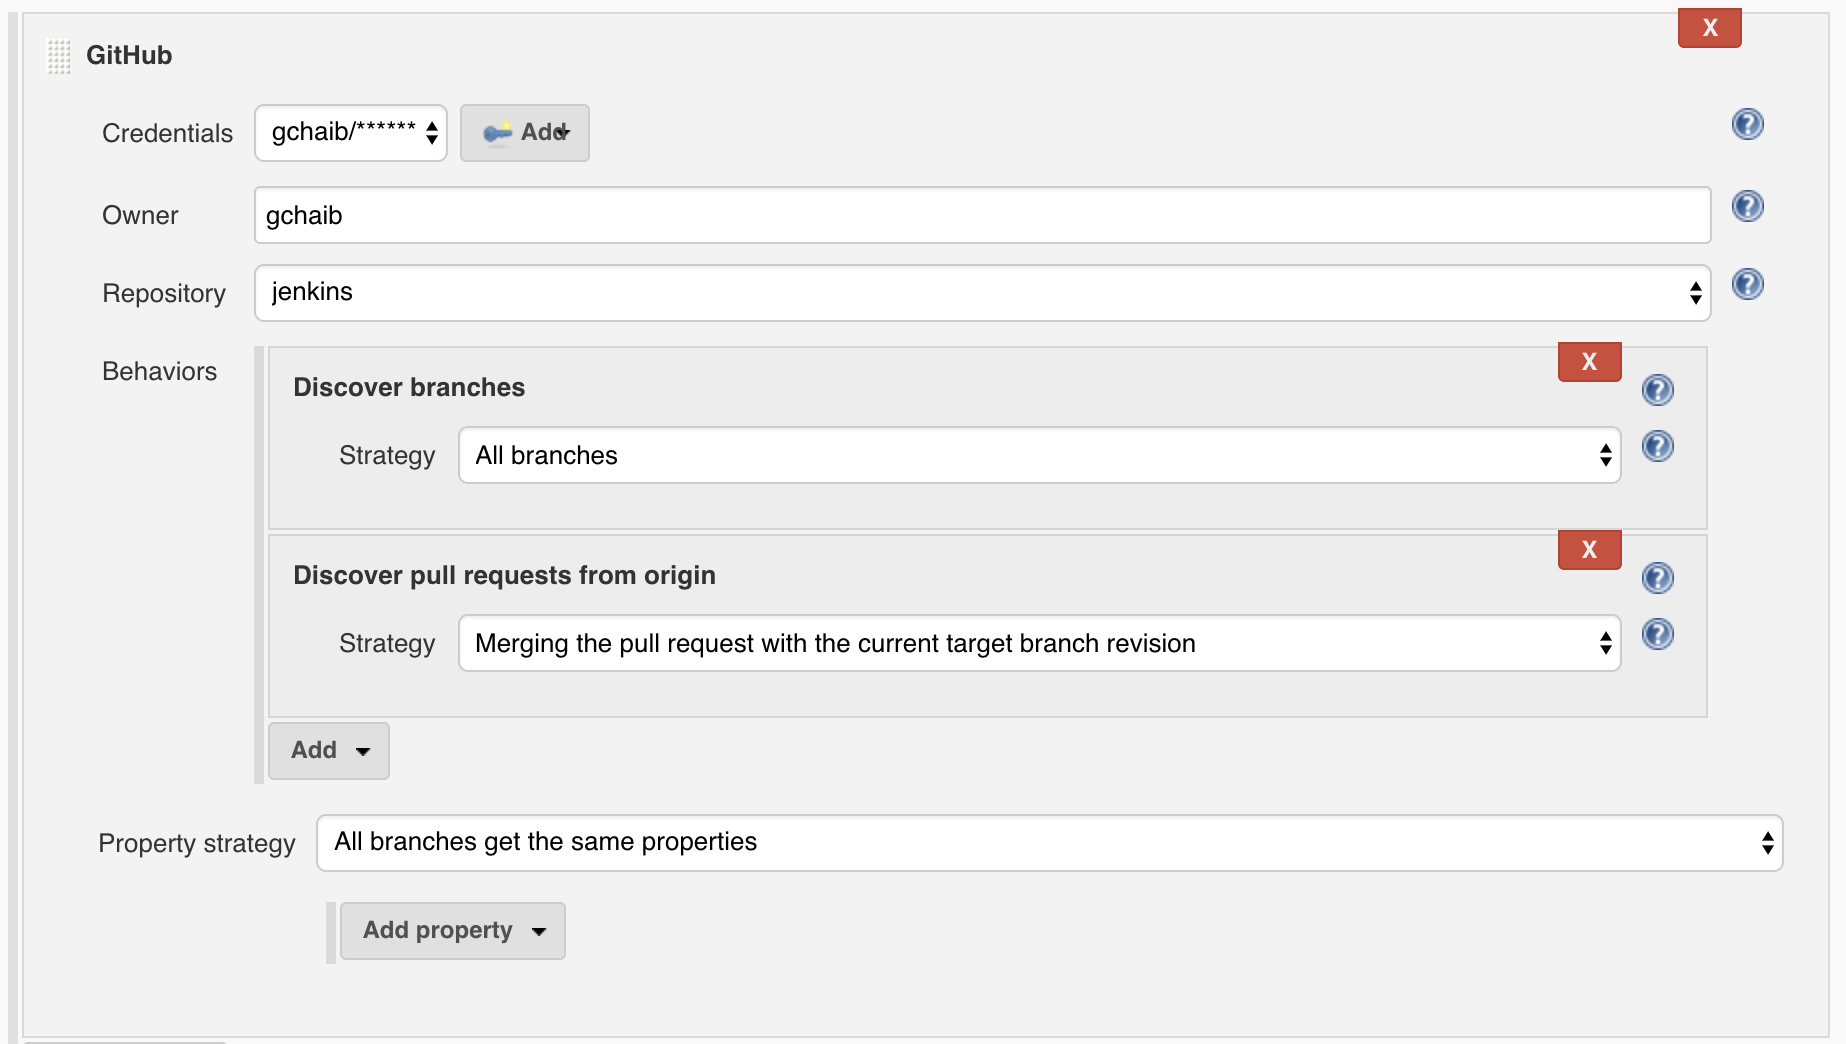 X
GitHub
Credentials gchaib/****** Add
Owner gchaib
Repository jenkins
Behaviors
X
Discover branches
Strategy All branches
X
Discover pull requests from origin
Strategy Merging the pull request with the current target branch revision
Add
Property strategy All branches get the same properties
Add property